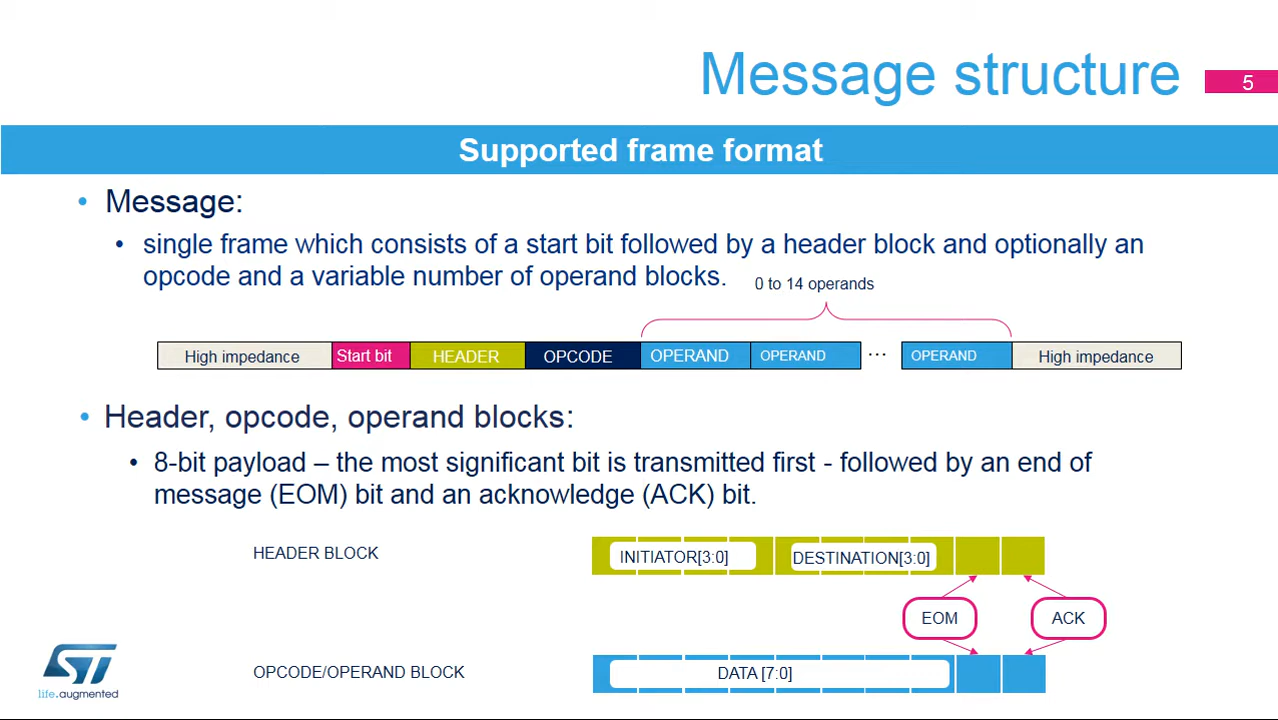 Message structure
5
Supported frame format
• Message:
• single frame which consists of a start bit followed by a header block and optionally an
opcode and a variable number of operand blocks.
0 to 14 operands
High impedance Start bit HEADER OPCODE OPERAND OPERAND ... OPERAND High impedance
• Header, opcode, operand blocks:
• 8-bit payload – the most significant bit is transmitted first - followed by an end of
message (EOM) bit and an acknowledge (ACK) bit.
HEADER BLOCK INITIATOR[3:0] DESTINATION[3:0]
EOM ACK
OPCODE/OPERAND BLOCK DATA [7:0]
ST
life.augmented